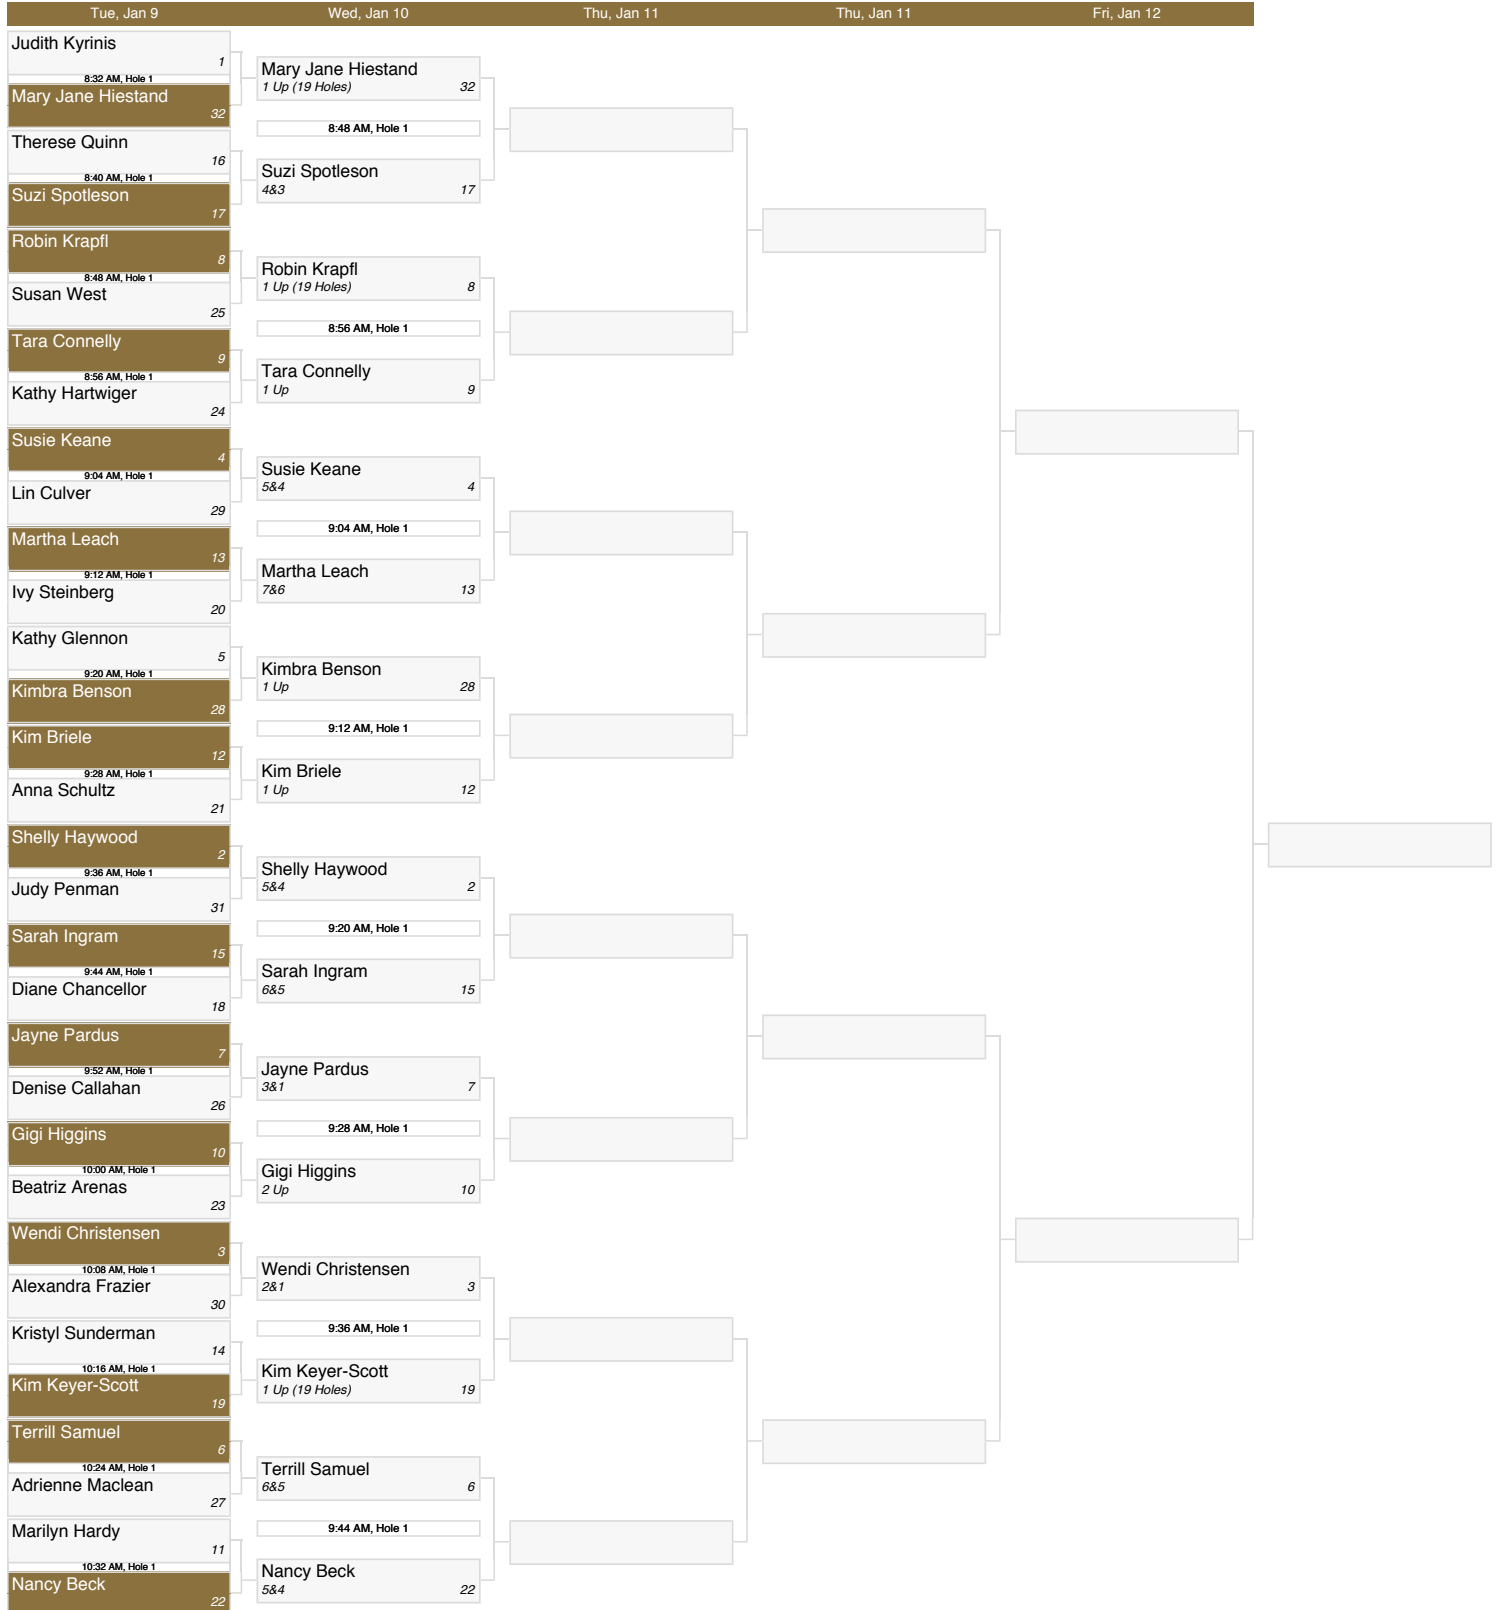 Tue, Jan 9
Wed, Jan 10
Thu, Jan 11
Thu, Jan 11
Fri, Jan 12
Judith Kyrinis
1
8:32 AM, Hole 1
Mary Jane Hiestand
32
Therese Quinn
16
8:40 AM, Hole 1
Suzi Spotleson
17
Robin Krapfl
8
8:48 AM, Hole 1
Susan West
25
Tara Connelly
9
8:56 AM, Hole 1
Kathy Hartwiger
24
Susie Keane
4
9:04 AM, Hole 1
Lin Culver
29
Martha Leach
13
9:12 AM, Hole 1
Ivy Steinberg
20
Kathy Glennon
5
9:20 AM, Hole 1
Kimbra Benson
28
Kim Briele
12
9:28 AM, Hole 1
Anna Schultz
21
Shelly Haywood
2
9:36 AM, Hole 1
Judy Penman
31
Sarah Ingram
15
9:44 AM, Hole 1
Diane Chancellor
18
Jayne Pardus
7
9:52 AM, Hole 1
Denise Callahan
26
Gigi Higgins
10
10:00 AM, Hole 1
Beatriz Arenas
23
Wendi Christensen
3
10:08 AM, Hole 1
Alexandra Frazier
30
Kristyl Sunderman
14
10:16 AM, Hole 1
Kim Keyer-Scott
19
Terrill Samuel
6
10:24 AM, Hole 1
Adrienne Maclean
27
Marilyn Hardy
11
10:32 AM, Hole 1
Nancy Beck
22
Mary Jane Hiestand
1 Up (19 Holes) 32
8:48 AM, Hole 1
Suzi Spotleson
4&3 17
Robin Krapfl
1 Up (19 Holes) 8
8:56 AM, Hole 1
Tara Connelly
1 Up 9
Susie Keane
5&4 4
9:04 AM, Hole 1
Martha Leach
7&6 13
Kimbra Benson
1 Up 28
9:12 AM, Hole 1
Kim Briele
1 Up 12
Shelly Haywood
5&4 2
9:20 AM, Hole 1
Sarah Ingram
6&5 15
Jayne Pardus
3&1 7
9:28 AM, Hole 1
Gigi Higgins
2 Up 10
Wendi Christensen
2&1 3
9:36 AM, Hole 1
Kim Keyer-Scott
1 Up (19 Holes) 19
Terrill Samuel
6&5 6
9:44 AM, Hole 1
Nancy Beck
5&4 22